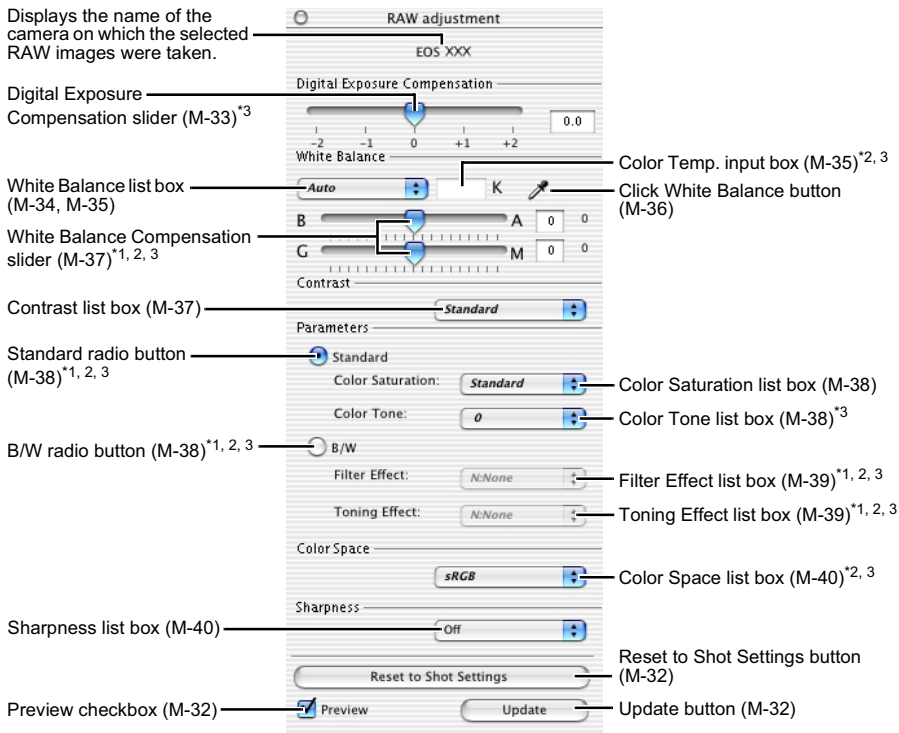 Displays the name of the
camera on which the selected
RAW images were taken.
RAW adjustment
EOS XXX
Digital Exposure Compensation
Digital Exposure
Compensation slider (M-33)*3
0.0
-2 -1 0 +1 +2
White Balance
Color Temp. input box (M-35)*2, 3
White Balance list box
(M-34, M-35)
Auto
K
Click White Balance button
(M-36)
B A 0 0
White Balance Compensation
slider (M-37)*1, 2, 3
G M 0 0
Contrast
Contrast list box (M-37)
Standard
Parameters
Standard radio button
(M-38)*1, 2, 3
Standard
Color Saturation: Standard
Color Saturation list box (M-38)
Color Tone: 0
Color Tone list box (M-38)*3
B/W radio button (M-38)*1, 2, 3
B/W
Filter Effect: N:None
Filter Effect list box (M-39)*1, 2, 3
Toning Effect: N:None
Toning Effect list box (M-39)*1, 2, 3
Color Space
sRGB
Color Space list box (M-40)*2, 3
Sharpness
Sharpness list box (M-40)
Off
Reset to Shot Settings
Reset to Shot Settings button
(M-32)
Preview checkbox (M-32)
Preview
Update
Update button (M-32)